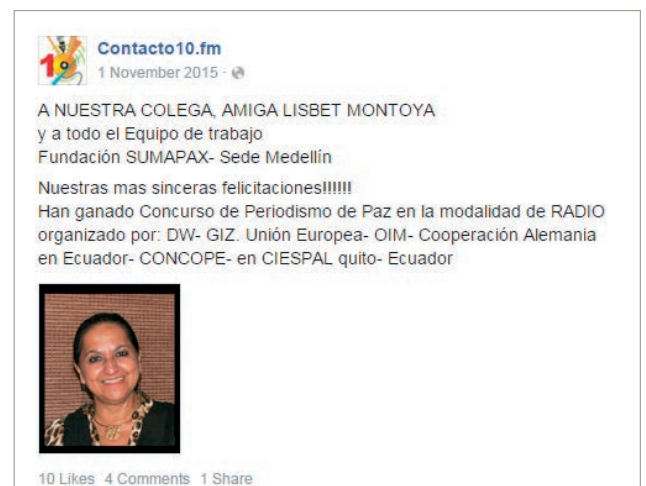 10
Contacto10.fm
1 November 2015 ·
A NUESTRA COLEGA, AMIGA LISBET MONTOYA
y a todo el Equipo de trabajo
Fundación SUMAPAX- Sede Medellín
Nuestras mas sinceras felicitaciones!!!!!!
Han ganado Concurso de Periodismo de Paz en la modalidad de RADIO
organizado por: DW- GIZ. Unión Europea- OIM- Cooperación Alemania
en Ecuador- CONCOPE- en CIESPAL quito- Ecuador
10 Likes 4 Comments 1 Share